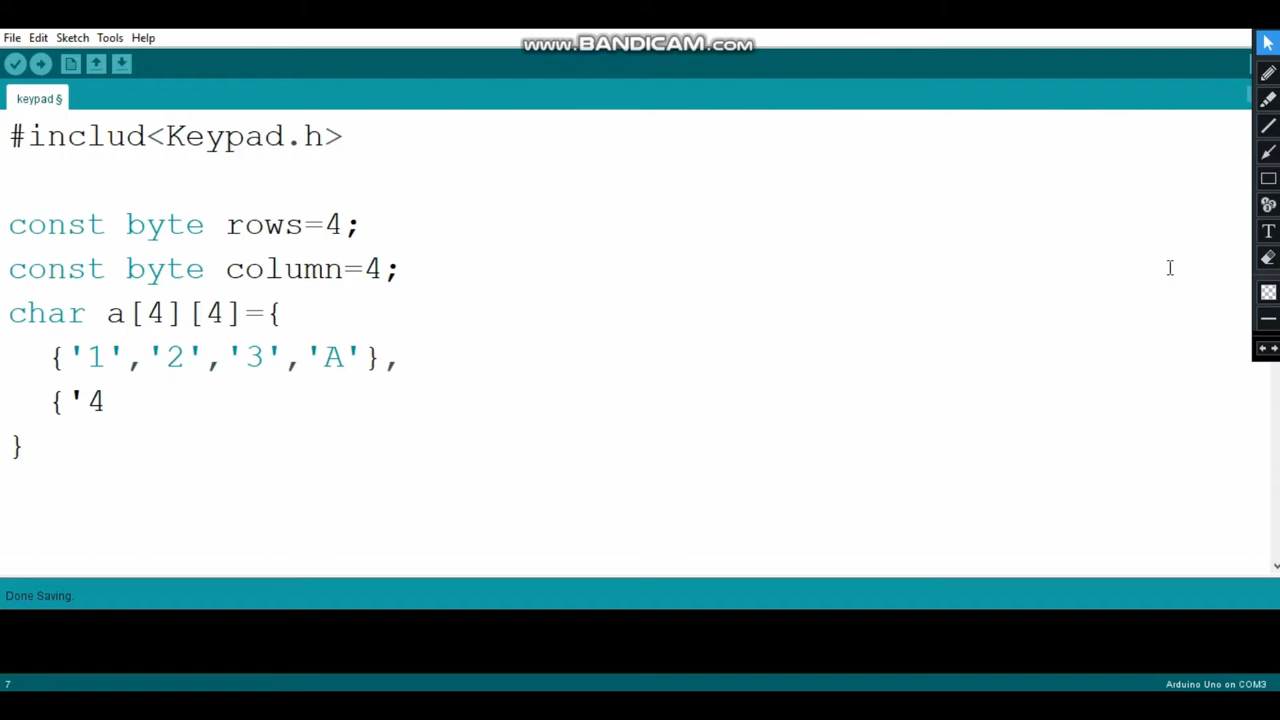 www.BANDICAM.com
File Edit Sketch Tools Help
keypad §
#includ<Keypad.h>
const byte rows=4;
const byte column=4;
char a[4][4]={
{'1','2','3','A'},
{'4
}
T
Done Saving.
7
Arduino Uno on COM3